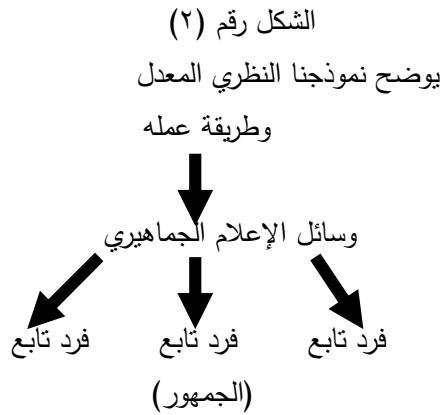 الشكل رقم (٢)
يوضح نموذجنا النظري المعدل
وطريقة عمله
وسائل الإعلام الجماهيري
فرد تابع فرد تابع فرد تابع
(الجمهور)